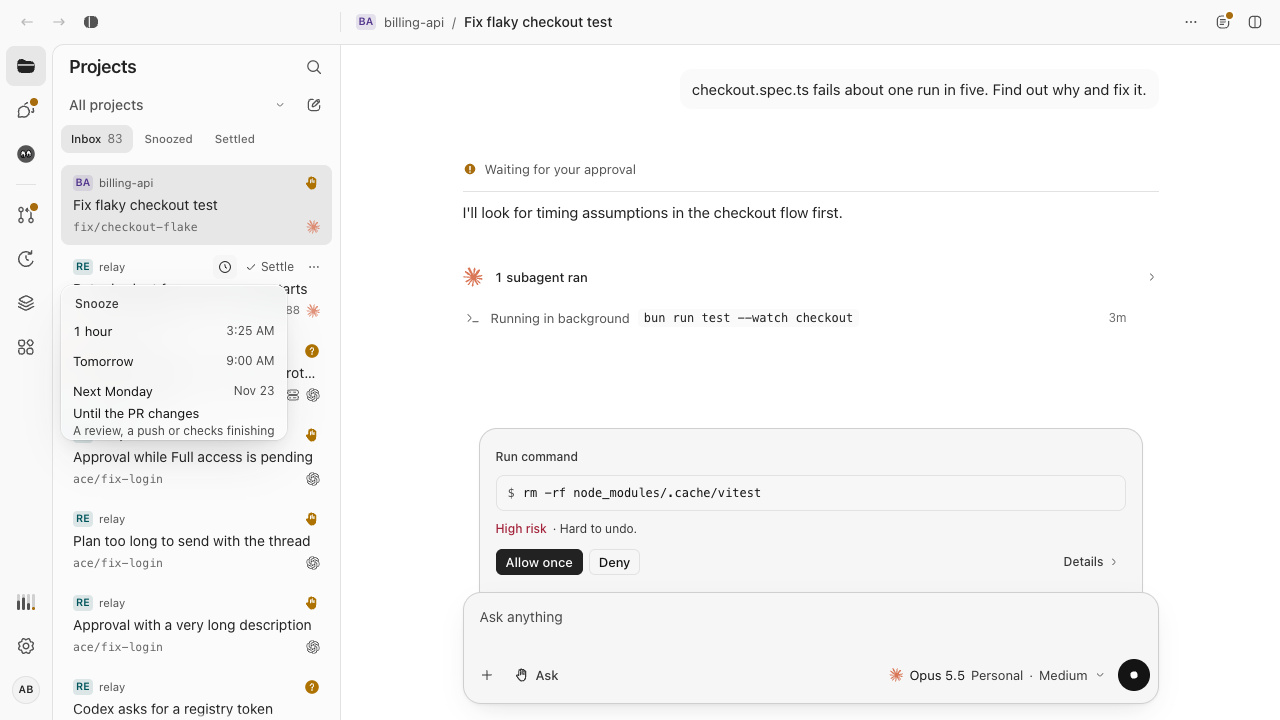 BA billing-api / Fix flaky checkout test
Projects
All projects
Inbox 83 Snoozed Settled
BA billing-api
Fix flaky checkout test
fix/checkout-flake
RE relay Settle
arts
88
Snooze
1 hour 3:25 AM
Tomorrow 9:00 AM
Next Monday Nov 23
Until the PR changes
A review, a push or checks finishing
rot...
Approval while Full access is pending
ace/fix-login
RE relay
Plan too long to send with the thread
ace/fix-login
RE relay
Approval with a very long description
ace/fix-login
RE relay
Codex asks for a registry token
AB
checkout.spec.ts fails about one run in five. Find out why and fix it.
Waiting for your approval
I'll look for timing assumptions in the checkout flow first.
1 subagent ran
Running in background bun run test --watch checkout 3m
Run command
$ rm -rf node_modules/.cache/vitest
High risk · Hard to undo.
Allow once Deny Details
Ask anything
Ask Opus 5.5 Personal · Medium